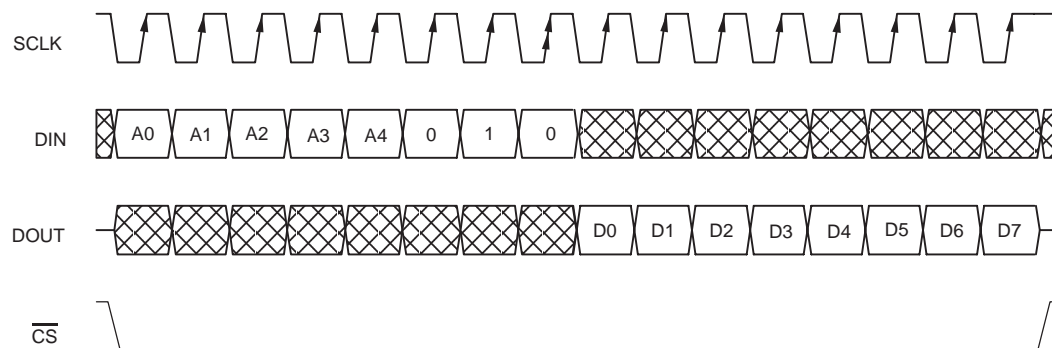 SCLK
DIN A0 A1 A2 A3 A4 0 1 0
DOUT D0 D1 D2 D3 D4 D5 D6 D7
CS